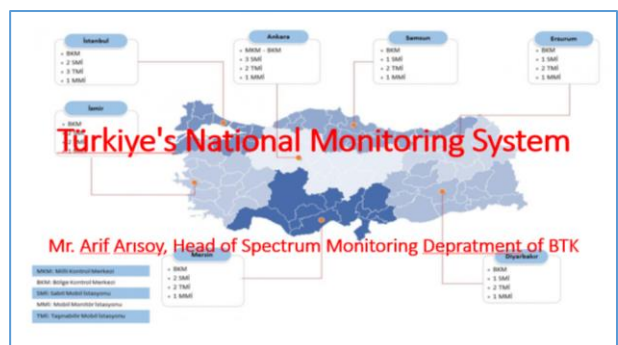 İstanbul
BKM
2 SMİ
3 TMİ
1 MMİ
Ankara
MKM - BKM
3 SMİ
2 TMİ
1 MMİ
Samsun
BKM
1 SMİ
2 TMİ
1 MMİ
Erzurum
BKM
1 SMİ
2 TMİ
1 MMİ
İzmir
BKM
Türkiye's National Monitoring System
Mr. Arif Arısoy, Head of Spectrum Monitoring Depratment of BTK
Mersin
BKM
2 SMİ
2 TMİ
1 MMİ
Diyarbakır
BKM
1 SMİ
2 TMİ
1 MMİ
MKM: Milli Kontrol Merkezi
BKM: Bölge Kontrol Merkezi
SMİ: Sabit Mobil İstasyonu
MMİ: Mobil Monitör İstasyonu
TMİ: Taşınabilir Mobil İstasyonu